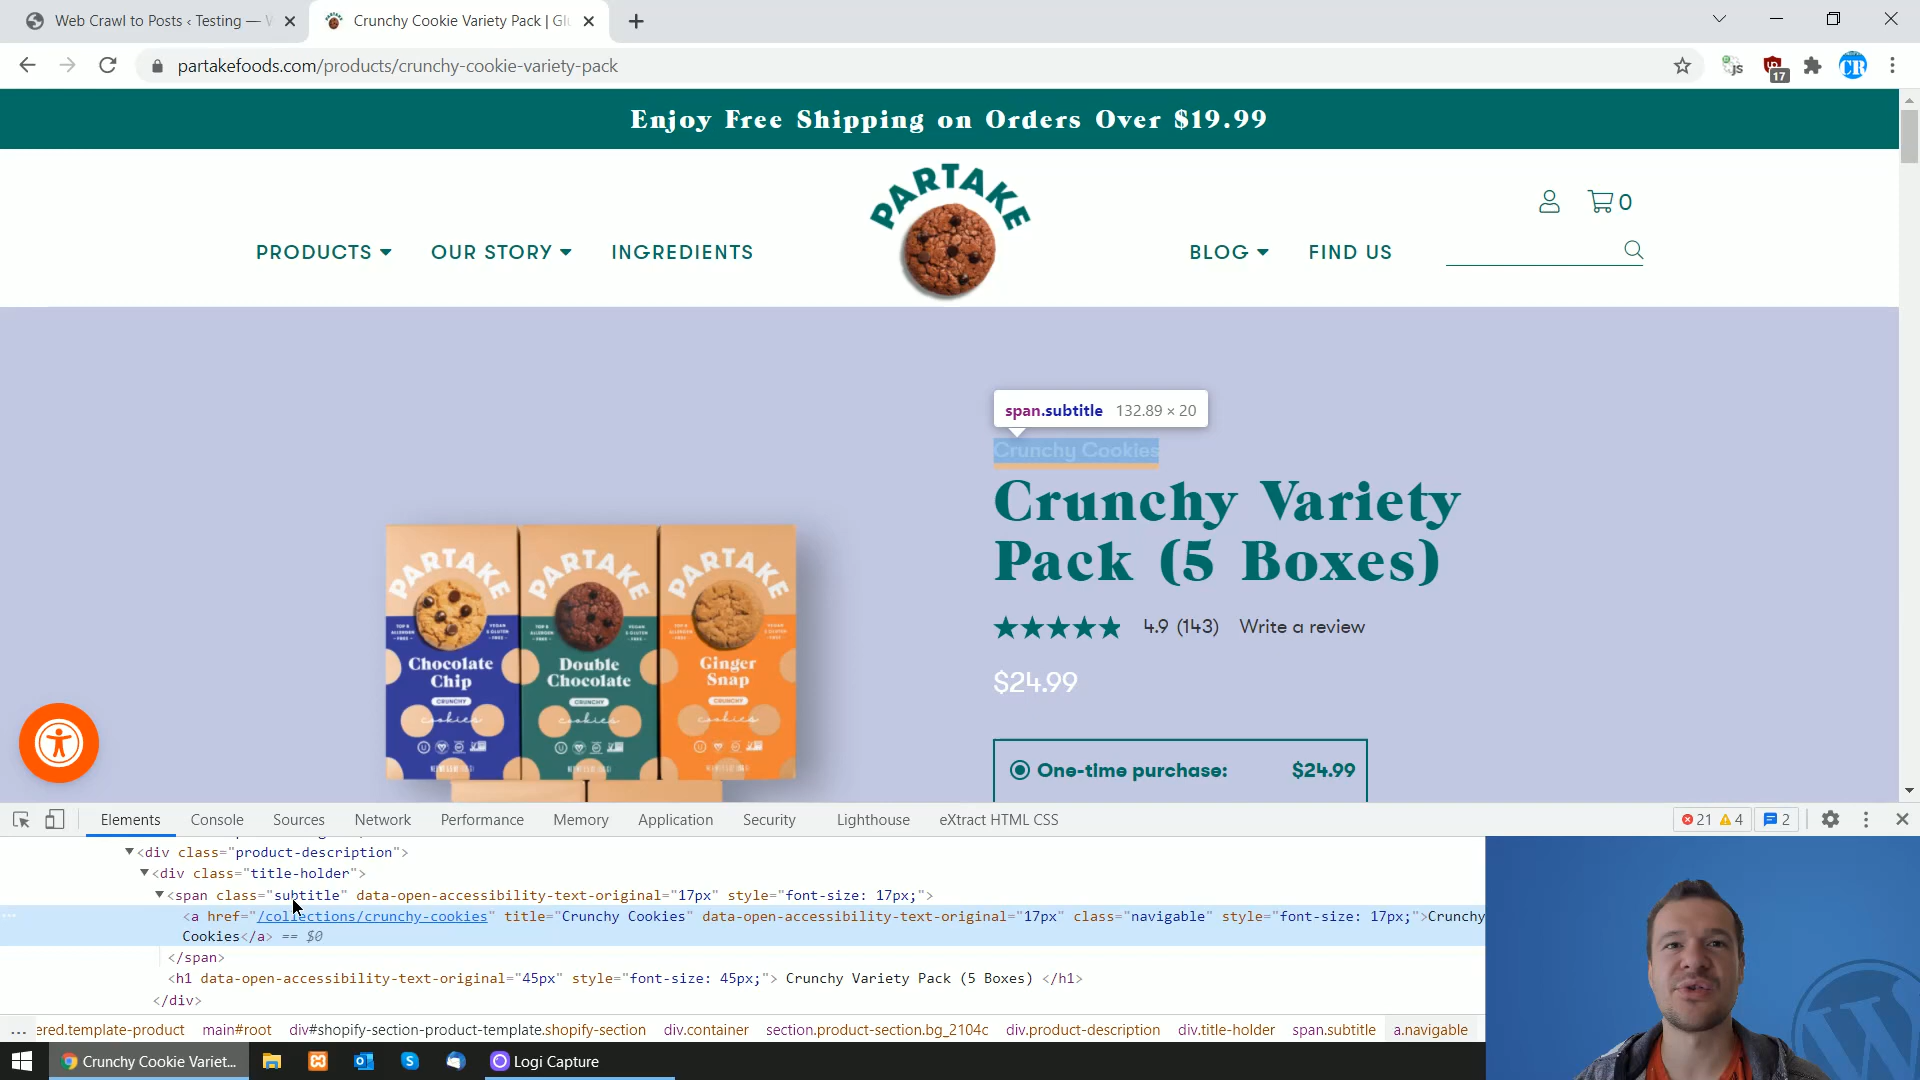 Web Crawl to Posts ‹ Testing —
Crunchy Cookie Variety Pack | Gl
partakefoods.com/products/crunchy-cookie-variety-pack
JS
17
CR
Enjoy Free Shipping on Orders Over $19.99
PARTAKE
0
PRODUCTS
OUR STORY
INGREDIENTS
BLOG
FIND US
span.subtitle 132.89 × 20
Crunchy Cookies
Crunchy Variety
Pack (5 Boxes)
4.9 (143) Write a review
$24.99
One-time purchase: $24.99
PARTAKE PARTAKE PARTAKE
Chocolate Chip
CRUNCHY
cookies
Double Chocolate
CRUNCHY
cookies
Ginger Snap
CRUNCHY
cookies
Elements Console Sources Network Performance Memory Application Security Lighthouse eXtract HTML CSS
21 4 2
<div class="product-description">
<div class="title-holder">
<span class="subtitle" data-open-accessibility-text-original="17px" style="font-size: 17px;">
<a href="/collections/crunchy-cookies" title="Crunchy Cookies" data-open-accessibility-text-original="17px" class="navigable" style="font-size: 17px;">Crunchy
Cookies</a> == $0
</span>
<h1 data-open-accessibility-text-original="45px" style="font-size: 45px;"> Crunchy Variety Pack (5 Boxes) </h1>
</div>
... ered.template-product main#root div#shopify-section-product-template.shopify-section div.container section.product-section.bg_2104c div.product-description div.title-holder span.subtitle a.navigable
Crunchy Cookie Variet...
Logi Capture